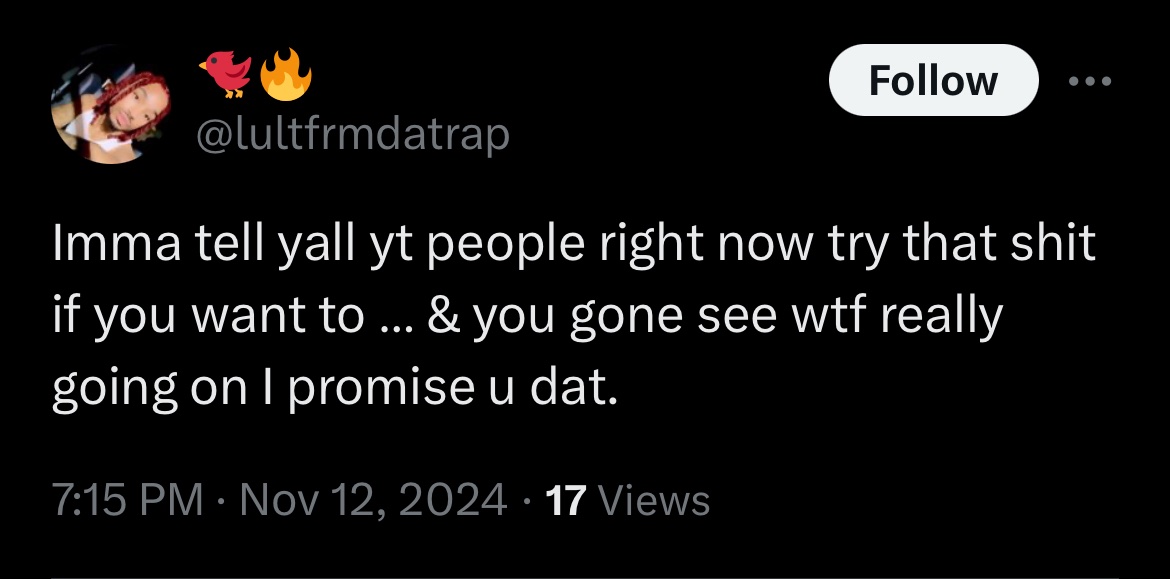 🐦🔥
Follow
@lultfrmdatrap
Imma tell yall yt people right now try that shit
if you want to ... & you gone see wtf really
going on I promise u dat.
7:15 PM · Nov 12, 2024 · 17 Views